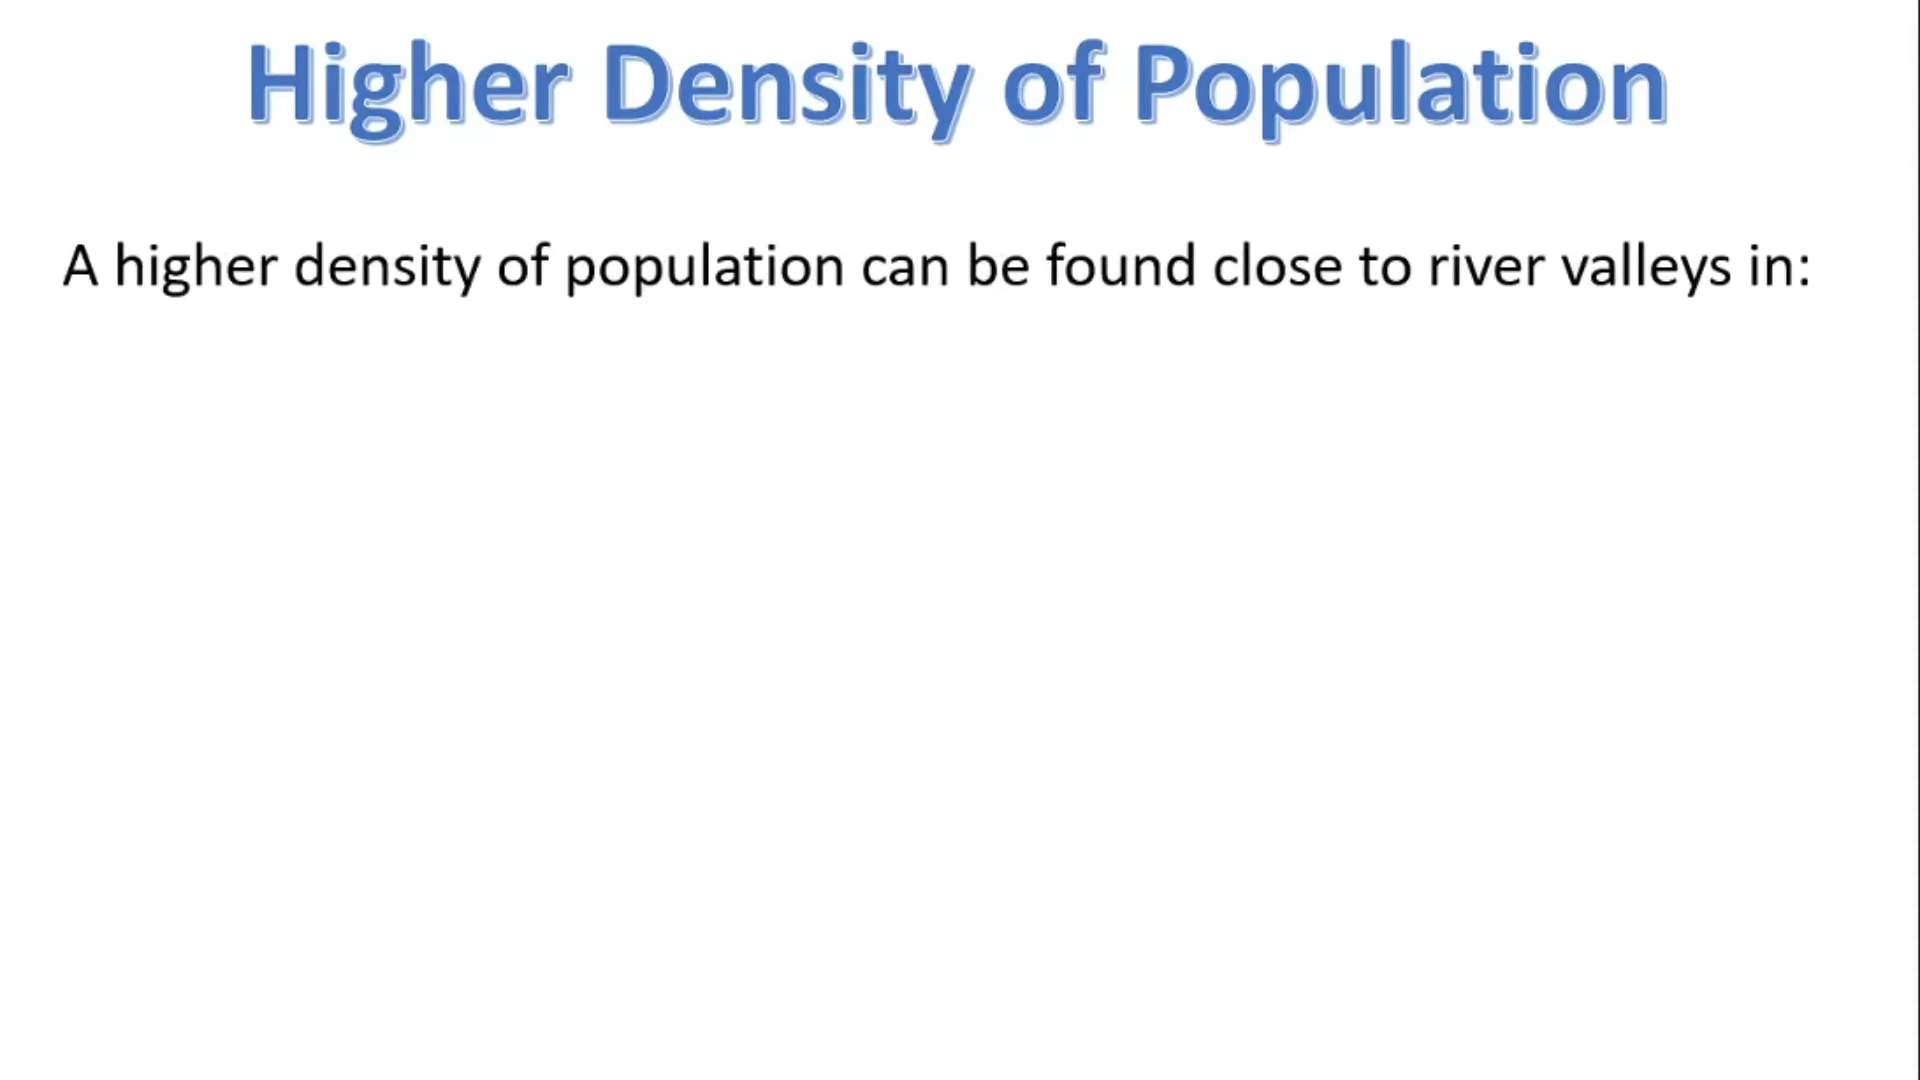 Higher Density of Population
A higher density of population can be found close to river valleys in: